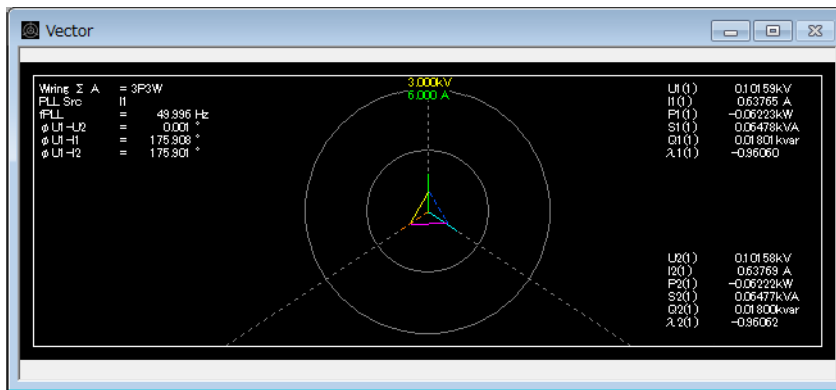 Vector
Wiring Σ A = 3P3W
PLL Src I1
fPLL = 49.996 Hz
φU1-U2 = 0.001 °
φU1-I1 = 175.908 °
φU1-I2 = 175.901 °
3.000kV
6.000 A
U1(1) 0.10159kV
I1(1) 0.63765 A
P1(1) -0.06223kW
S1(1) 0.06478kVA
Q1(1) 0.01801kvar
λ1(1) -0.96060
U2(1) 0.10158kV
I2(1) 0.63769 A
P2(1) -0.06222kW
S2(1) 0.06477kVA
Q2(1) 0.01800kvar
λ2(1) -0.96062